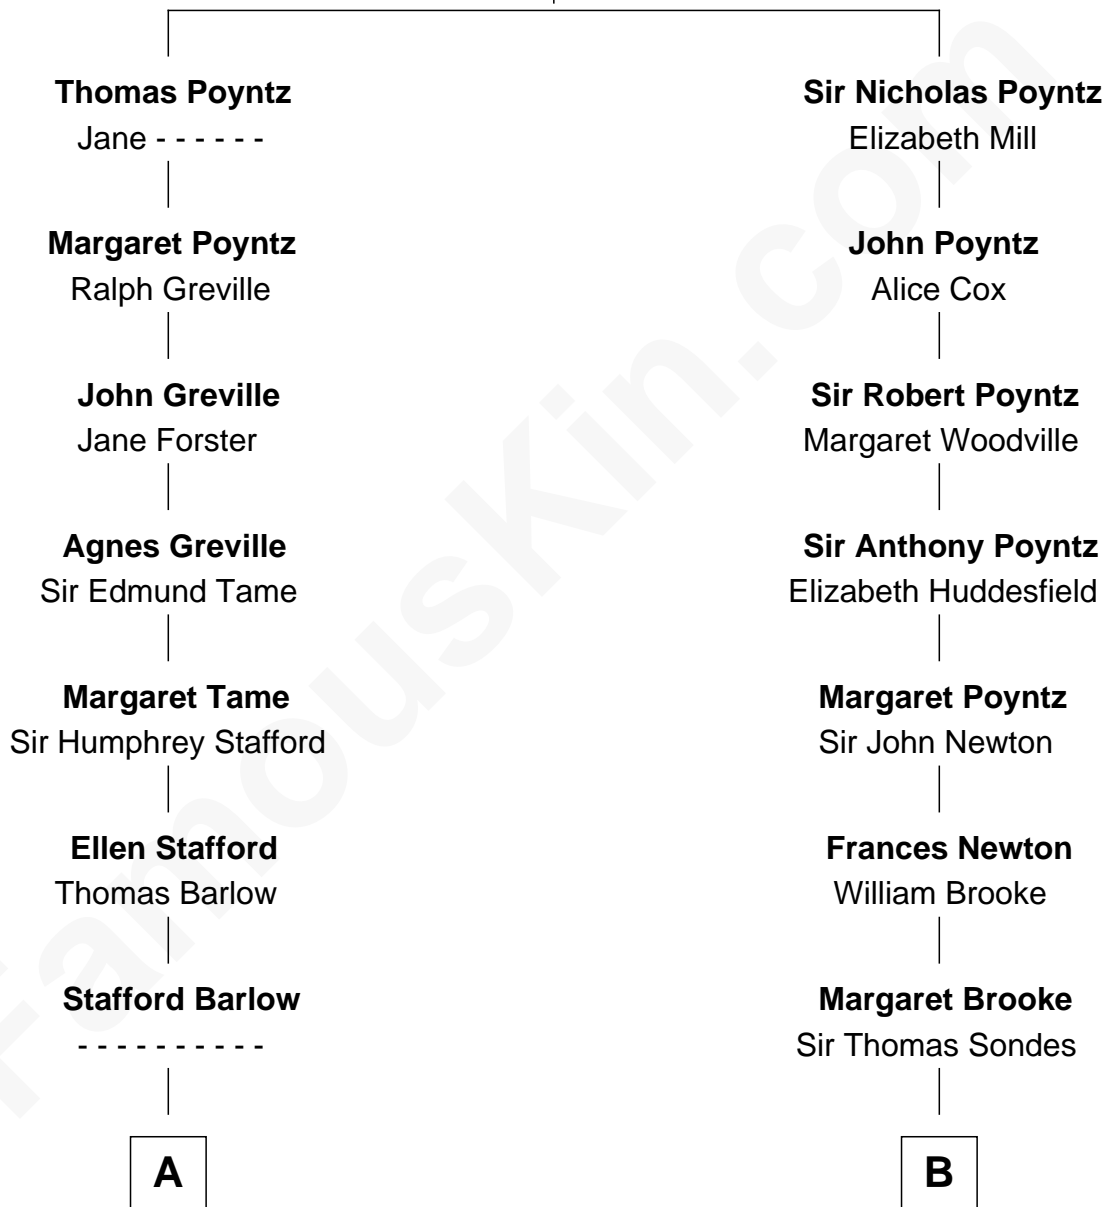 Thomas Poyntz
Jane - - - - - -
Margaret Poyntz
Ralph Greville
John Greville
Jane Forster
Agnes Greville
Sir Edmund Tame
Margaret Tame
Sir Humphrey Stafford
Ellen Stafford
Thomas Barlow
Stafford Barlow
- - - - - - - - - -
A
Sir Nicholas Poyntz
Elizabeth Mill
John Poyntz
Alice Cox
Sir Robert Poyntz
Margaret Woodville
Sir Anthony Poyntz
Elizabeth Huddesfield
Margaret Poyntz
Sir John Newton
Frances Newton
William Brooke
Margaret Brooke
Sir Thomas Sondes
B
FamousKin.com